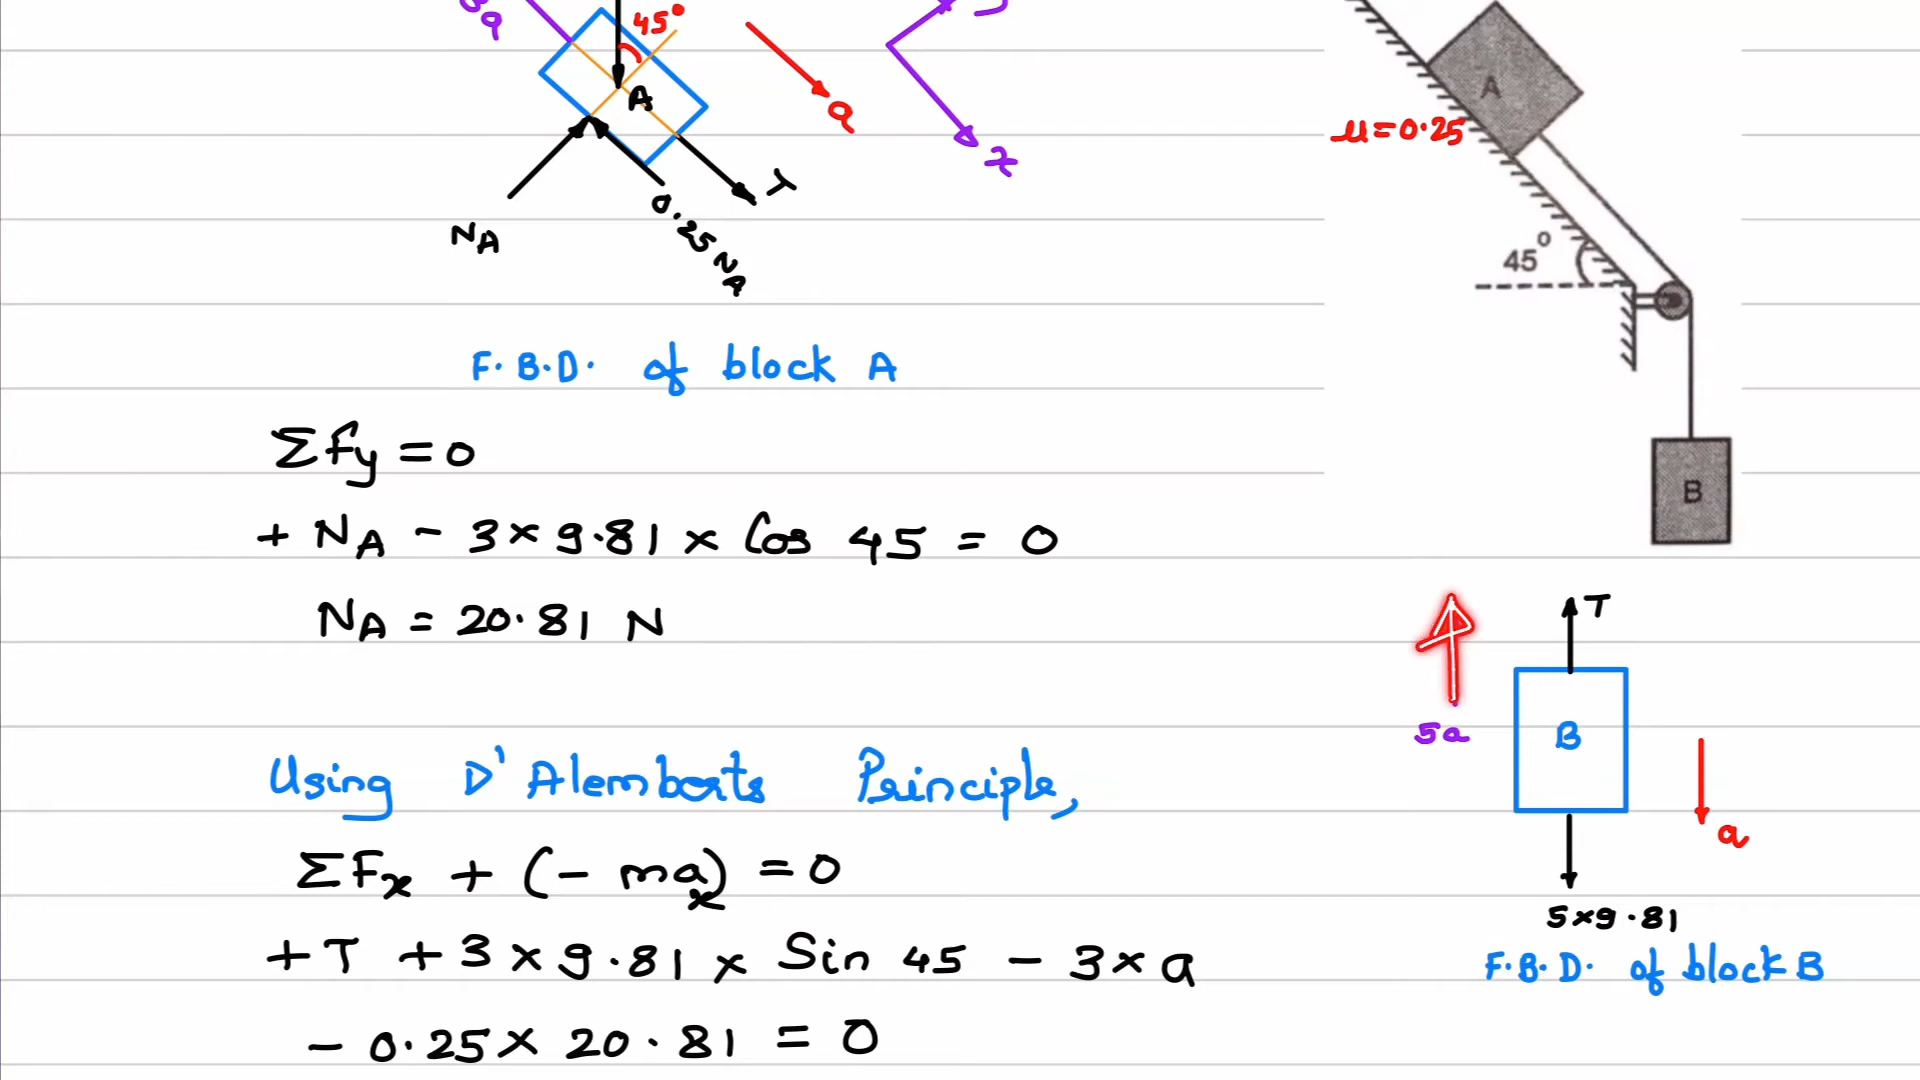 3a
45°
y
A
a
x
T
NA
0.25 NA
F.B.D. of block A
ΣFy = 0
+ NA - 3×9.81 × Cos 45 = 0
NA = 20.81 N
Using D'Alemberts Principle,
ΣFx + (- max) = 0
+T + 3×9.81 × Sin 45 - 3×a
- 0.25× 20.81 = 0
A
μ=0.25
45°
B
T
5a
B
a
5×9.81
F.B.D. of block B